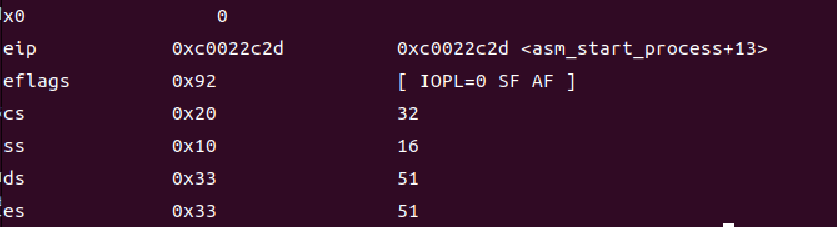 x0 0
eip 0xc0022c2d 0xc0022c2d <asm_start_process+13>
eflags 0x92 [ IOPL=0 SF AF ]
cs 0x20 32
ss 0x10 16
ds 0x33 51
es 0x33 51